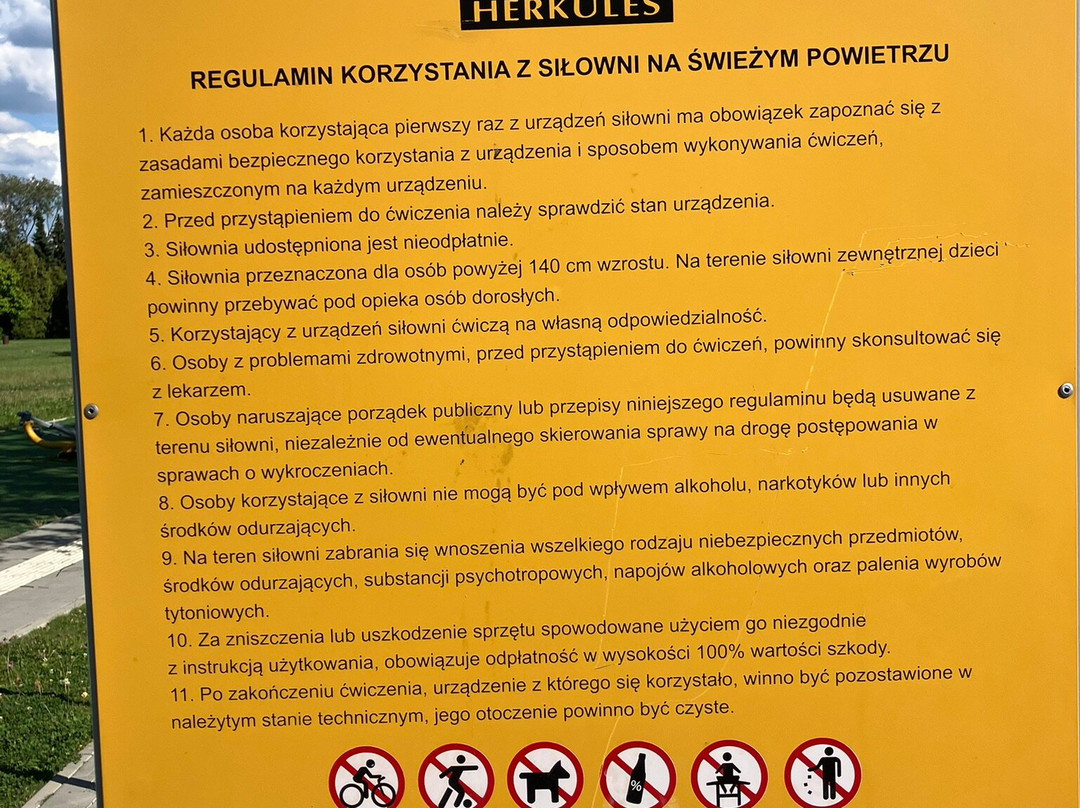 HERKULES
REGULAMIN KORZYSTANIA Z SIŁOWNI NA ŚWIEŻYM POWIETRZU
1. Każda osoba korzystająca pierwszy raz z urządzeń siłowni ma obowiązek zapoznać się z
zasadami bezpiecznego korzystania z urządzenia i sposobem wykonywania ćwiczeń,
zamieszczonym na każdym urządzeniu.
2. Przed przystąpieniem do ćwiczenia należy sprawdzić stan urządzenia.
3. Siłownia udostępniona jest nieodpłatnie.
4. Siłownia przeznaczona dla osób powyżej 140 cm wzrostu. Na terenie siłowni zewnętrznej dzieci
powinny przebywać pod opieka osób dorosłych.
5. Korzystający z urządzeń siłowni ćwiczą na własną odpowiedzialność.
6. Osoby z problemami zdrowotnymi, przed przystąpieniem do ćwiczeń, powinny skonsultować się
z lekarzem.
7. Osoby naruszające porządek publiczny lub przepisy niniejszego regulaminu będą usuwane z
terenu siłowni, niezależnie od ewentualnego skierowania sprawy na drogę postępowania w
sprawach o wykroczeniach.
8. Osoby korzystające z siłowni nie mogą być pod wpływem alkoholu, narkotyków lub innych
środków odurzających.
9. Na teren siłowni zabrania się wnoszenia wszelkiego rodzaju niebezpiecznych przedmiotów,
środków odurzających, substancji psychotropowych, napojów alkoholowych oraz palenia wyrobów
tytoniowych.
10. Za zniszczenia lub uszkodzenie sprzętu spowodowane użyciem go niezgodnie
z instrukcją użytkowania, obowiązuje odpłatność w wysokości 100% wartości szkody.
11. Po zakończeniu ćwiczenia, urządzenie z którego się korzystało, winno być pozostawione w
należytym stanie technicznym, jego otoczenie powinno być czyste.
%